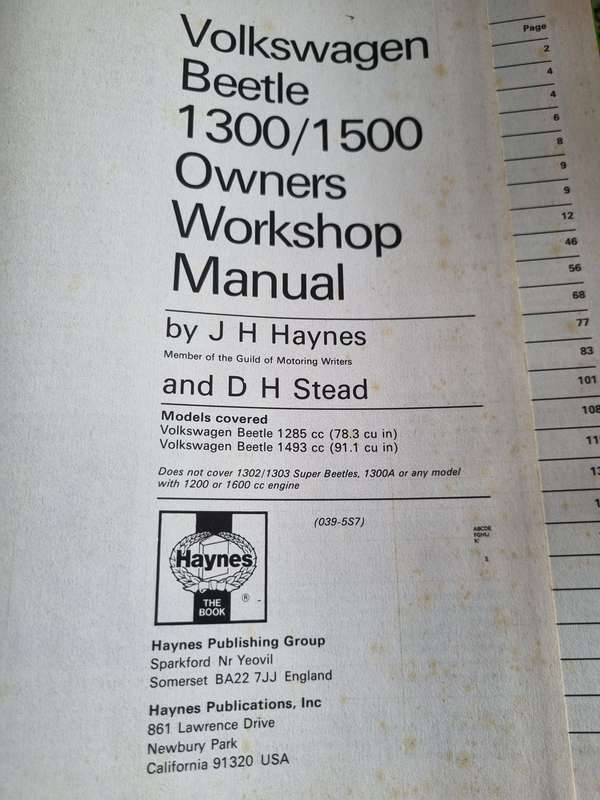 Volkswagen
Beetle
1300/1500
Owners
Workshop
Manual
by J H Haynes
Member of the Guild of Motoring Writers
and D H Stead
Models covered
Volkswagen Beetle 1285 cc (78.3 cu in)
Volkswagen Beetle 1493 cc (91.1 cu in)
Does not cover 1302/1303 Super Beetles, 1300A or any model
with 1200 or 1600 cc engine
(039-5S7)
ABCDE
FGHIJ
K
Haynes
®
THE
BOOK
Haynes Publishing Group
Sparkford Nr Yeovil
Somerset BA22 7JJ England
Haynes Publications, Inc
861 Lawrence Drive
Newbury Park
California 91320 USA
Page
2
4
4
6
8
9
9
12
46
56
68
77
83
101
108